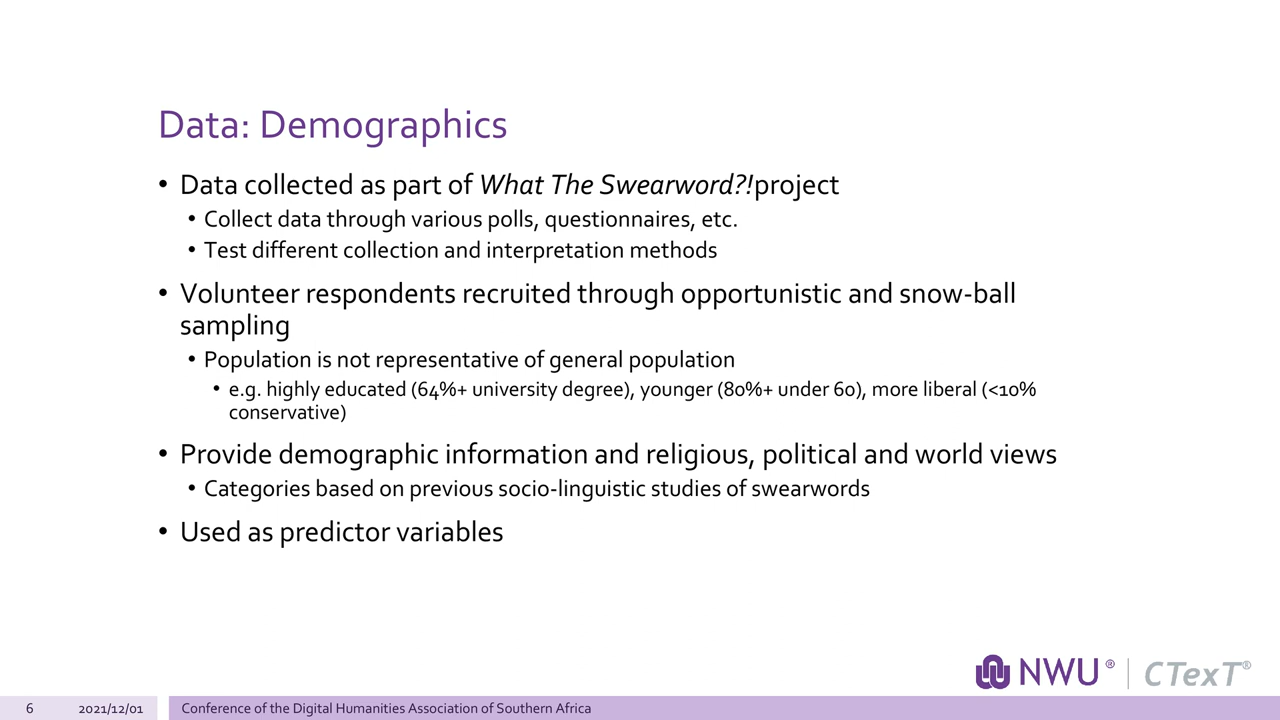 Data: Demographics
• Data collected as part of What The Swearword?!project
• Collect data through various polls, questionnaires, etc.
• Test different collection and interpretation methods
• Volunteer respondents recruited through opportunistic and snow-ball
sampling
• Population is not representative of general population
• e.g. highly educated (64%+ university degree), younger (80%+ under 60), more liberal (<10%
conservative)
• Provide demographic information and religious, political and world views
• Categories based on previous socio-linguistic studies of swearwords
• Used as predictor variables
NWU® | CTexT®
6 2021/12/01 Conference of the Digital Humanities Association of Southern Africa